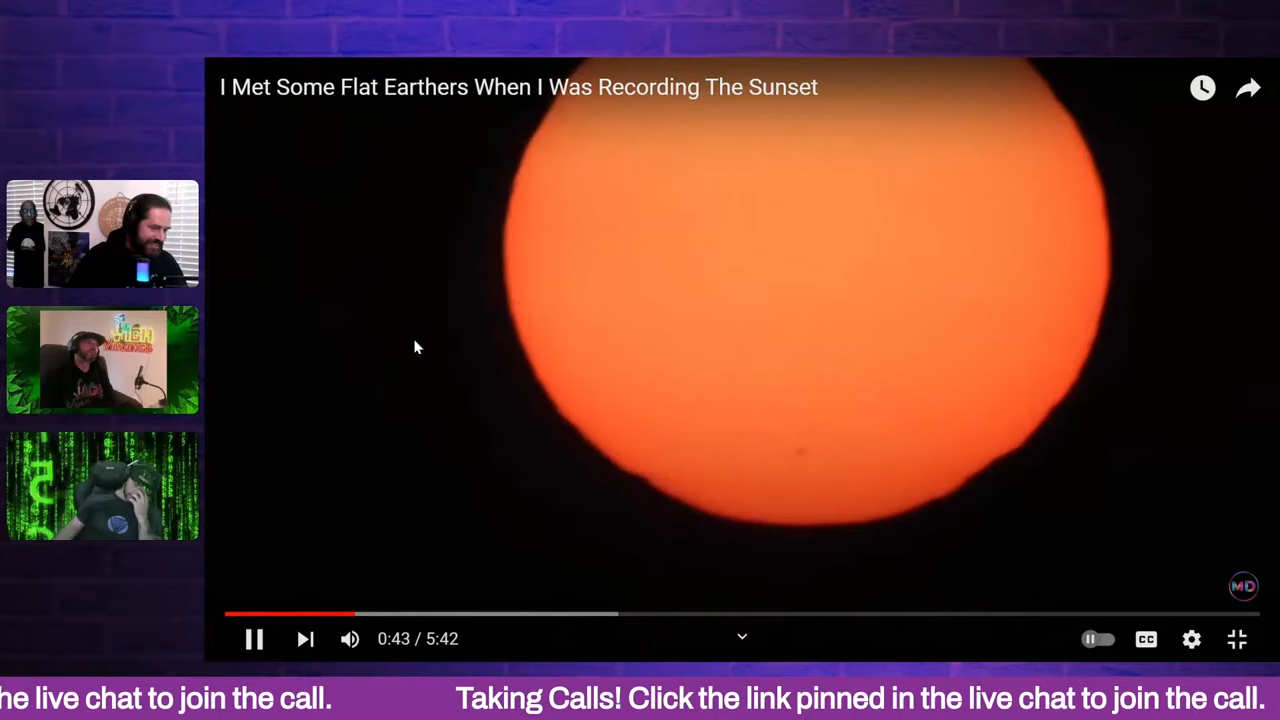 I Met Some Flat Earthers When I Was Recording The Sunset
MD
0:43 / 5:42
CC
he live chat to join the call.
Taking Calls! Click the link pinned in the live chat to join the call.